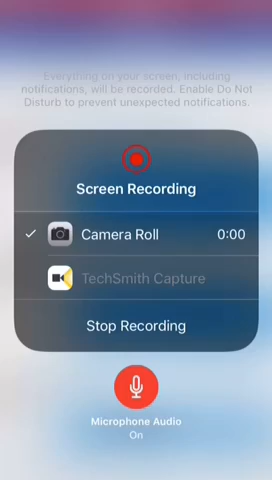 Everything on your screen, including
notifications, will be recorded. Enable Do Not
Disturb to prevent unexpected notifications.
Screen Recording
Camera Roll 0:00
TechSmith Capture
Stop Recording
Microphone Audio
On